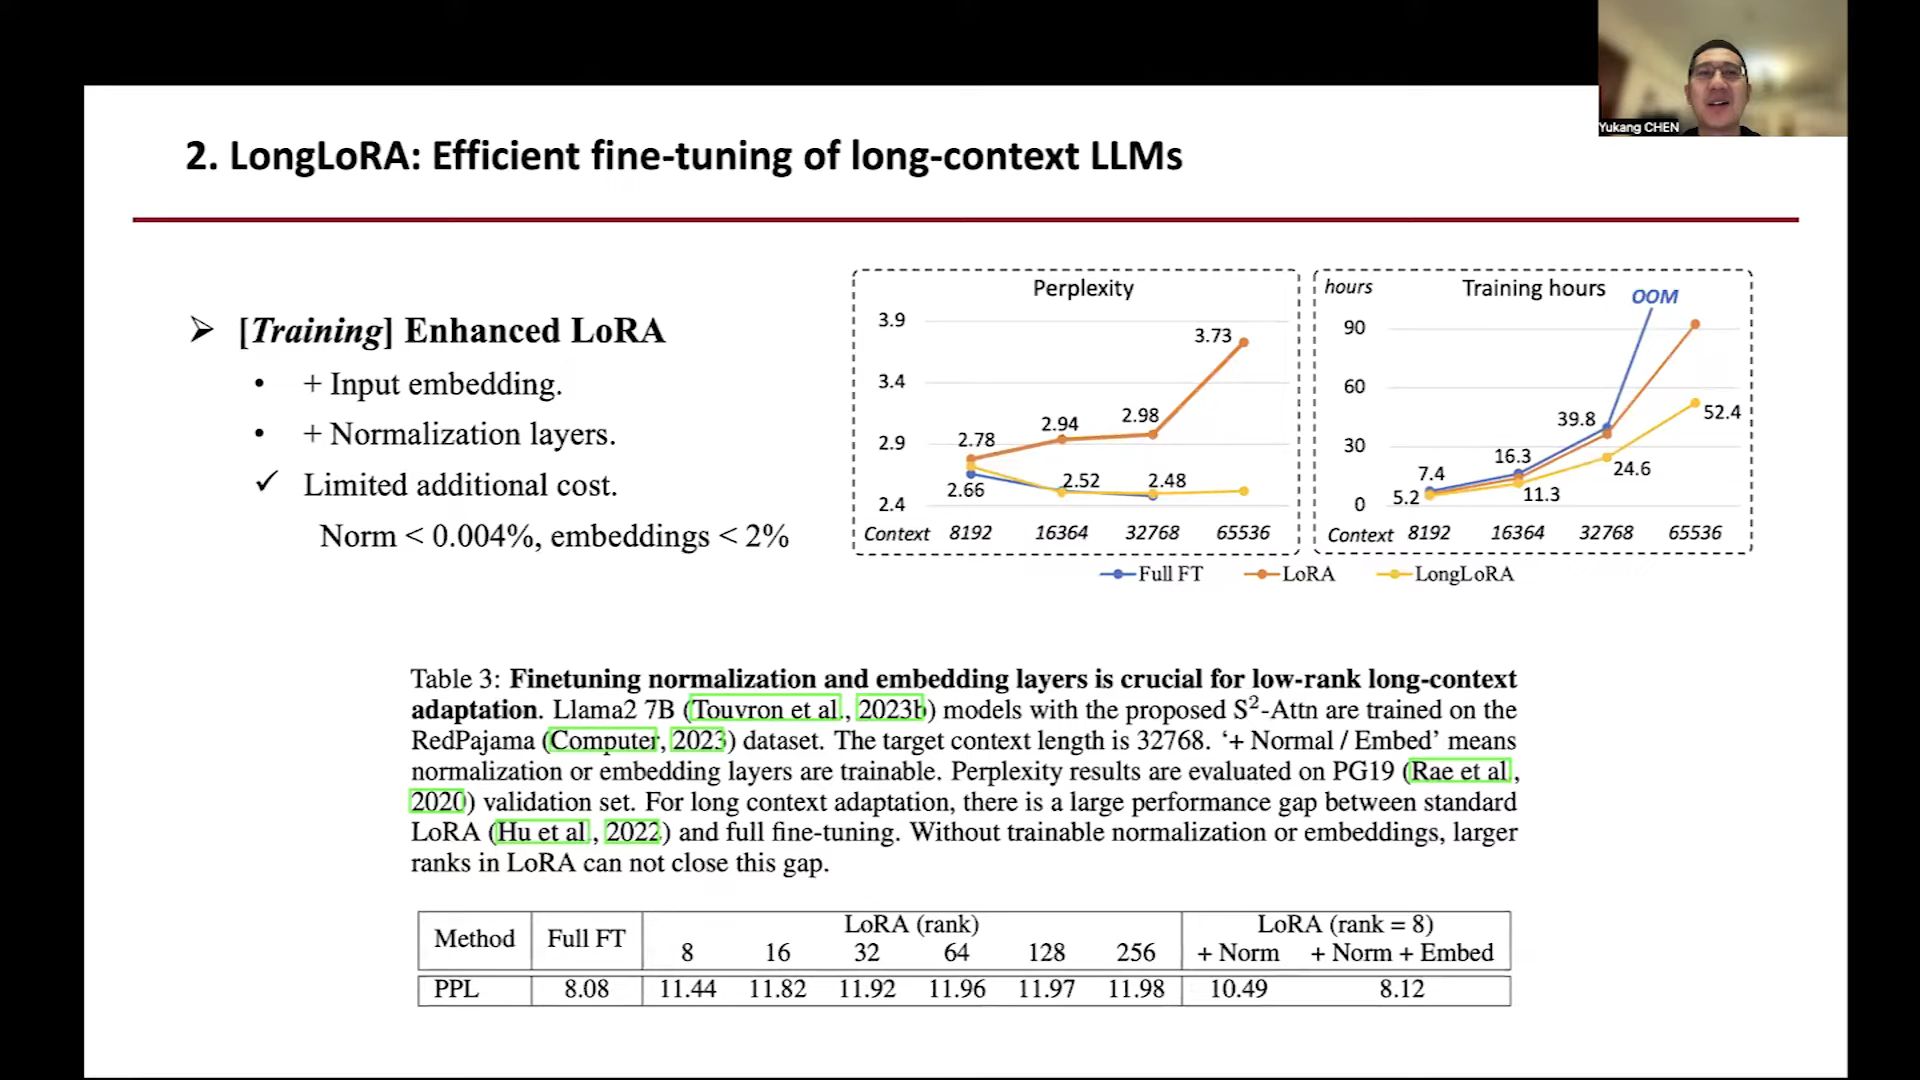 Yukang CHEN
2. LongLoRA: Efficient fine-tuning of long-context LLMs
➢ [Training] Enhanced LoRA
• + Input embedding.
• + Normalization layers.
✓ Limited additional cost.
Norm < 0.004%, embeddings < 2%
Perplexity
3.9
3.4
2.9
2.4
3.73
2.78
2.94
2.98
2.66
2.52
2.48
Context 8192 16364 32768 65536
hours
Training hours
OOM
90
60
30
0
39.8
52.4
16.3
24.6
7.4
5.2
11.3
Context 8192 16364 32768 65536
Full FT LoRA LongLoRA
Table 3: Finetuning normalization and embedding layers is crucial for low-rank long-context
adaptation. Llama2 7B (Touvron et al., 2023b) models with the proposed S²-Attn are trained on the
RedPajama (Computer, 2023) dataset. The target context length is 32768. ‘+ Normal / Embed’ means
normalization or embedding layers are trainable. Perplexity results are evaluated on PG19 (Rae et al.,
2020) validation set. For long context adaptation, there is a large performance gap between standard
LoRA (Hu et al., 2022) and full fine-tuning. Without trainable normalization or embeddings, larger
ranks in LoRA can not close this gap.
Method Full FT LoRA (rank) LoRA (rank = 8)
8 16 32 64 128 256 + Norm + Norm + Embed
PPL 8.08 11.44 11.82 11.92 11.96 11.97 11.98 10.49 8.12